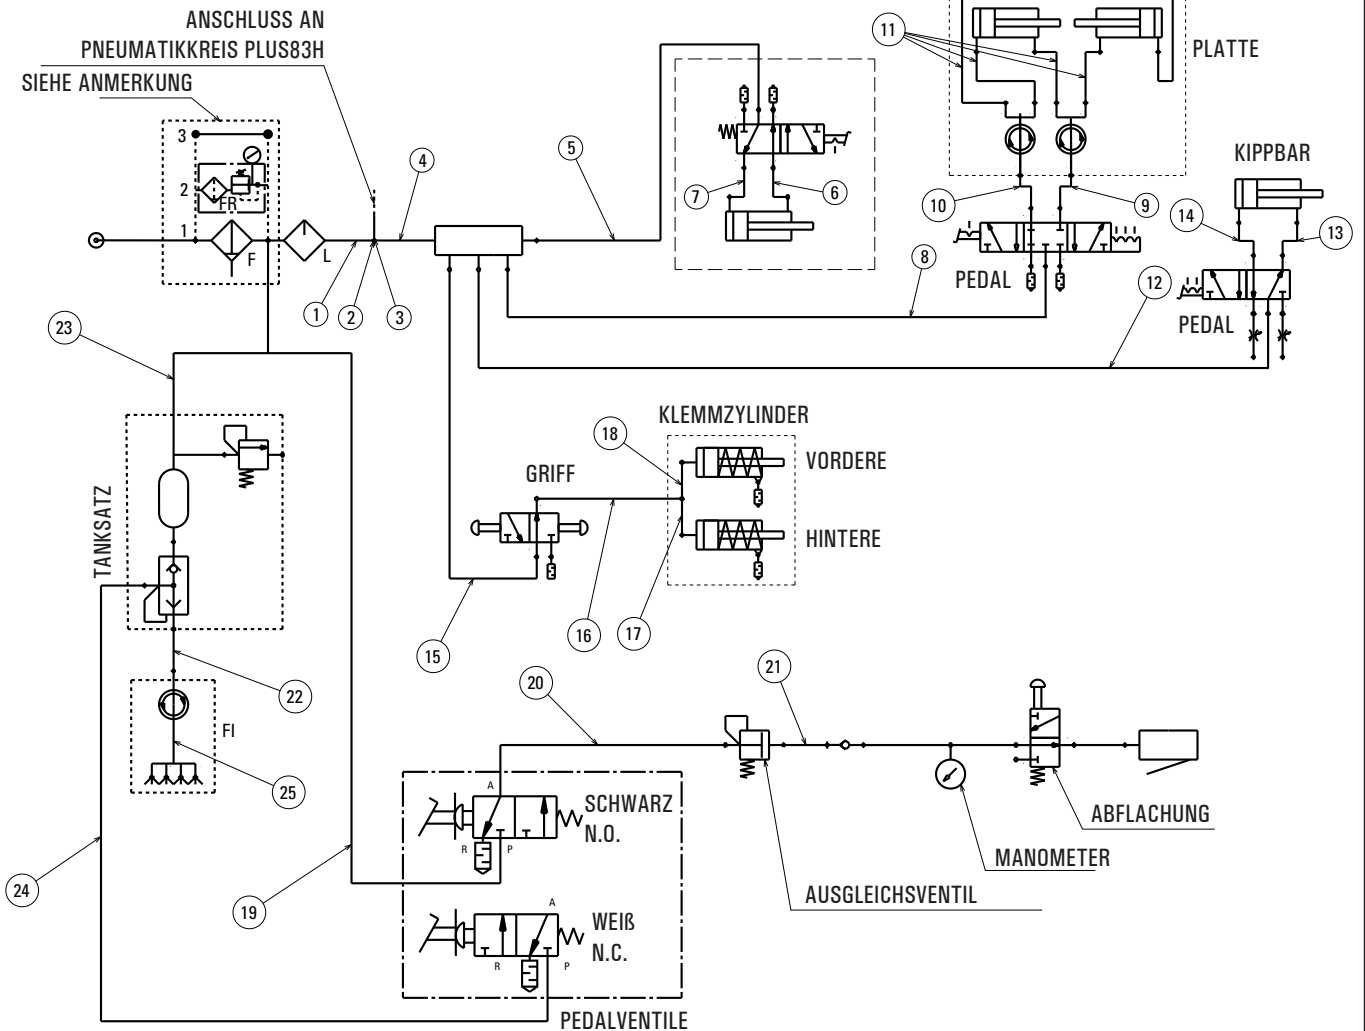 ANSCHLUSS AN
PNEUMATIKKREIS PLUS83H
SIEHE ANMERKUNG
3
2
FR
1
F
L
1
2
3
4
5
6
7
8
9
10
11
PLATTE
KIPPBAR
14
13
PEDAL
12
PEDAL
23
TANKSATZ
GRIFF
KLEMMZYLINDER
18
VORDERE
HINTERE
15
16
17
22
FI
25
24
19
20
21
A
SCHWARZ
N.O.
R
P
A
WEIß
N.C.
R
P
PEDALVENTILE
AUSGLEICHSVENTIL
MANOMETER
ABFLACHUNG